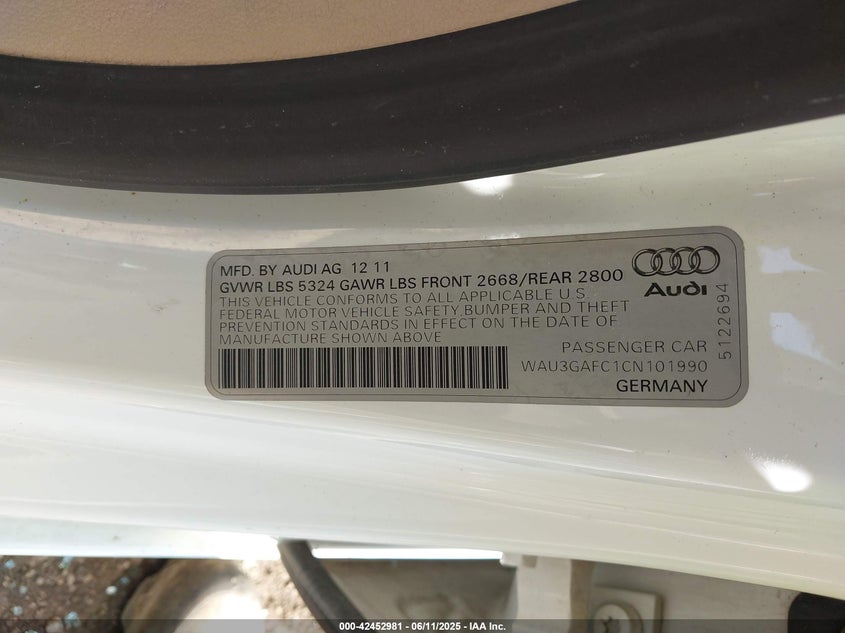 MFD. BY AUDI AG 12 11
GVWR LBS 5324 GAWR LBS FRONT 2668/REAR 2800
THIS VEHICLE CONFORMS TO ALL APPLICABLE U S
FEDERAL MOTOR VEHICLE SAFETY,BUMPER AND THEFT
PREVENTION STANDARDS IN EFFECT ON THE DATE OF
MANUFACTURE SHOWN ABOVE
Audi
5122694
PASSENGER CAR
WAU3GAFC1CN101990
GERMANY
000-42452981 - 06/11/2025 - IAA Inc.